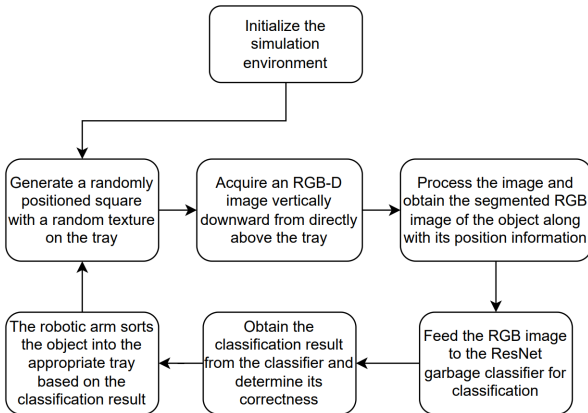 Initialize the
simulation
environment
Generate a randomly
positioned square
with a random texture
on the tray
Acquire an RGB-D
image vertically
downward from directly
above the tray
Process the image and
obtain the segmented RGB
image of the object along
with its position information
The robotic arm sorts
the object into the
appropriate tray
based on the
classification result
Obtain the
classification result
from the classifier and
determine its
correctness
Feed the RGB image
to the ResNet
garbage classifier for
classification